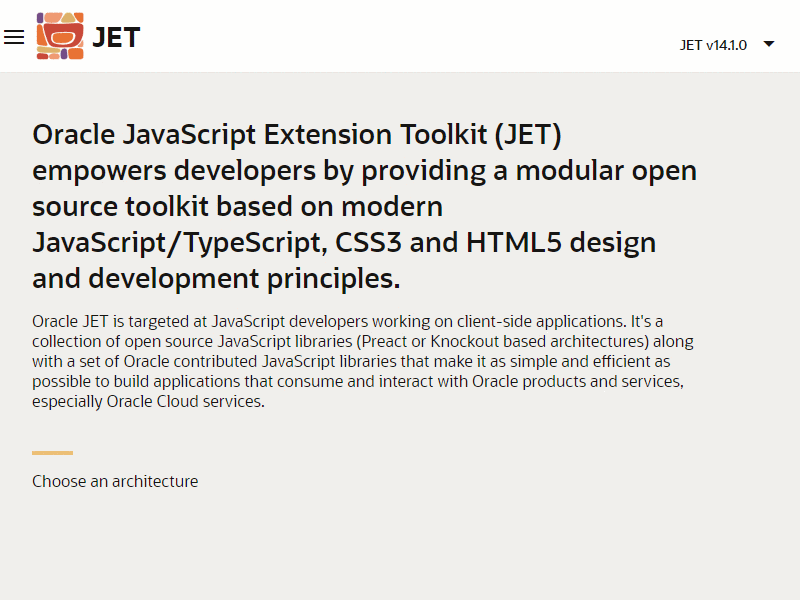 JET
JET v14.1.0
Oracle JavaScript Extension Toolkit (JET)
empowers developers by providing a modular open
source toolkit based on modern
JavaScript/TypeScript, CSS3 and HTML5 design
and development principles.
Oracle JET is targeted at JavaScript developers working on client-side applications. It's a
collection of open source JavaScript libraries (Preact or Knockout based architectures) along
with a set of Oracle contributed JavaScript libraries that make it as simple and efficient as
possible to build applications that consume and interact with Oracle products and services,
especially Oracle Cloud services.
Choose an architecture